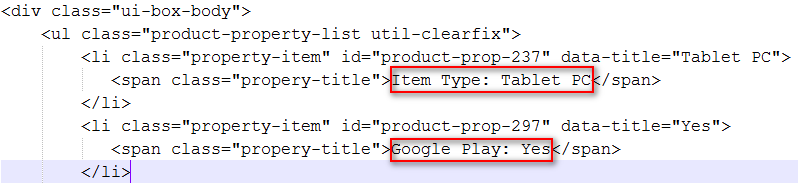 <div class="ui-box-body">
<ul class="product-property-list util-clearfix">
<li class="property-item" id="product-prop-237" data-title="Tablet PC">
<span class="propery-title">Item Type: Tablet PC</span>
</li>
<li class="property-item" id="product-prop-297" data-title="Yes">
<span class="propery-title">Google Play: Yes</span>
</li>